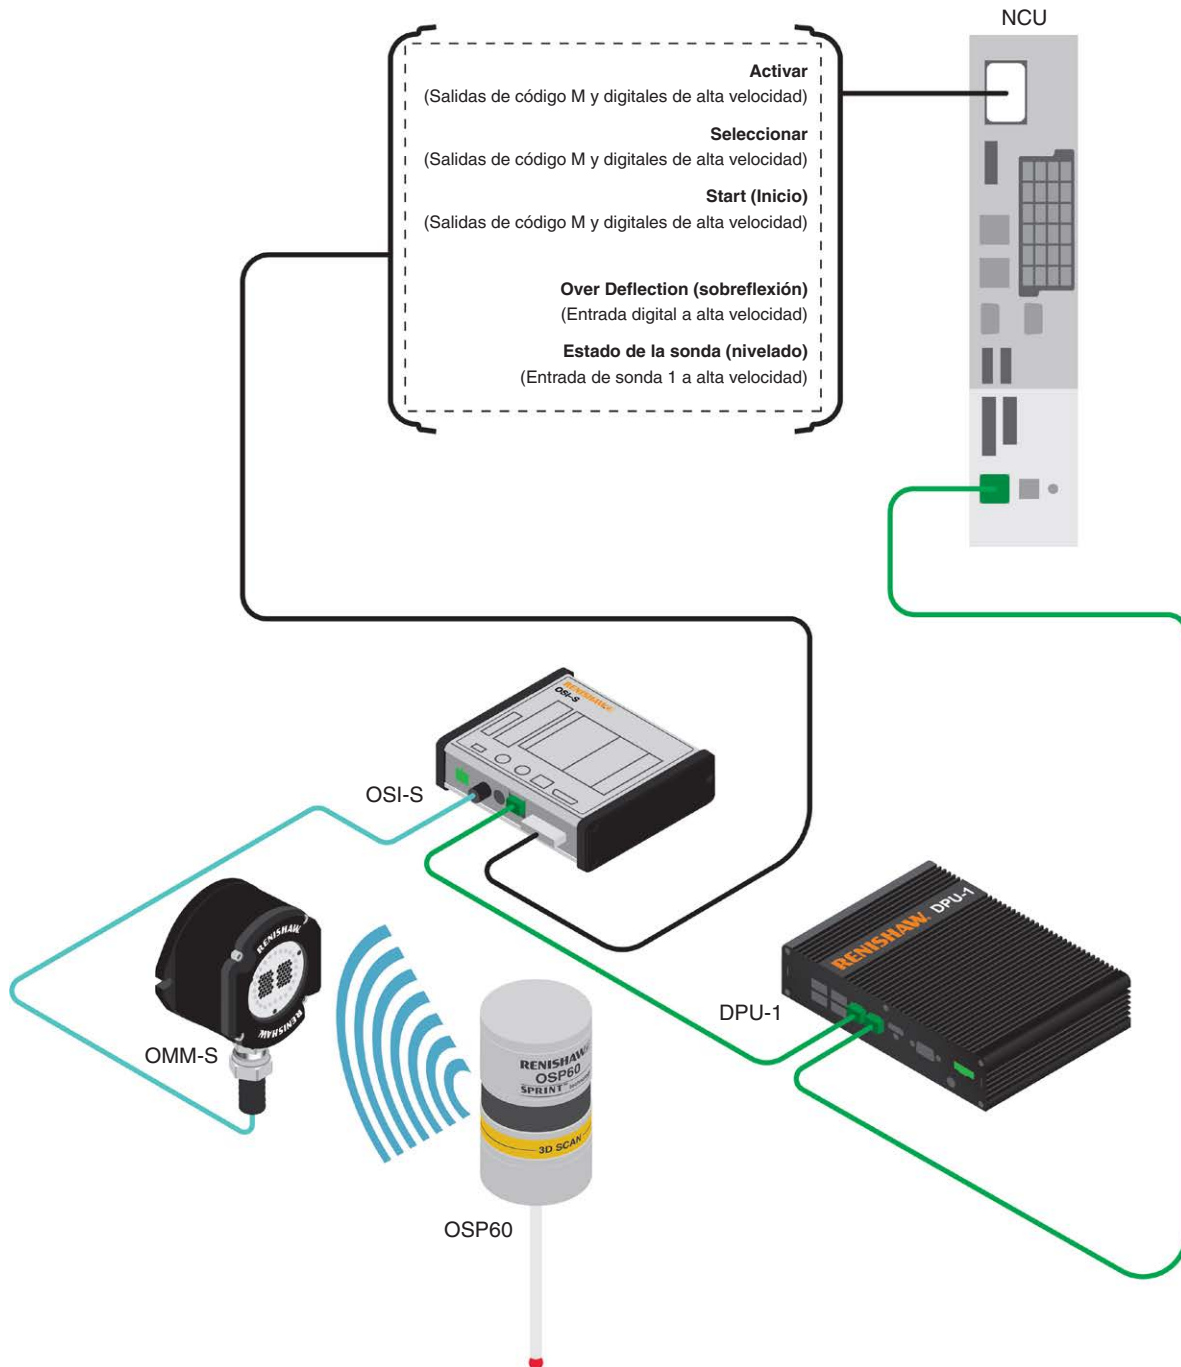 NCU
Activar
(Salidas de código M y digitales de alta velocidad)
Seleccionar
(Salidas de código M y digitales de alta velocidad)
Start (Inicio)
(Salidas de código M y digitales de alta velocidad)
Over Deflection (sobreflexión)
(Entrada digital a alta velocidad)
Estado de la sonda (nivelado)
(Entrada de sonda 1 a alta velocidad)
RENISHAW
OSI-S
OSI-S
RENISHAW
RENISHAW
OMM-S
RENISHAW
DPU-1
DPU-1
RENISHAW
OSP60
SPRINT™
3D SCAN
OSP60